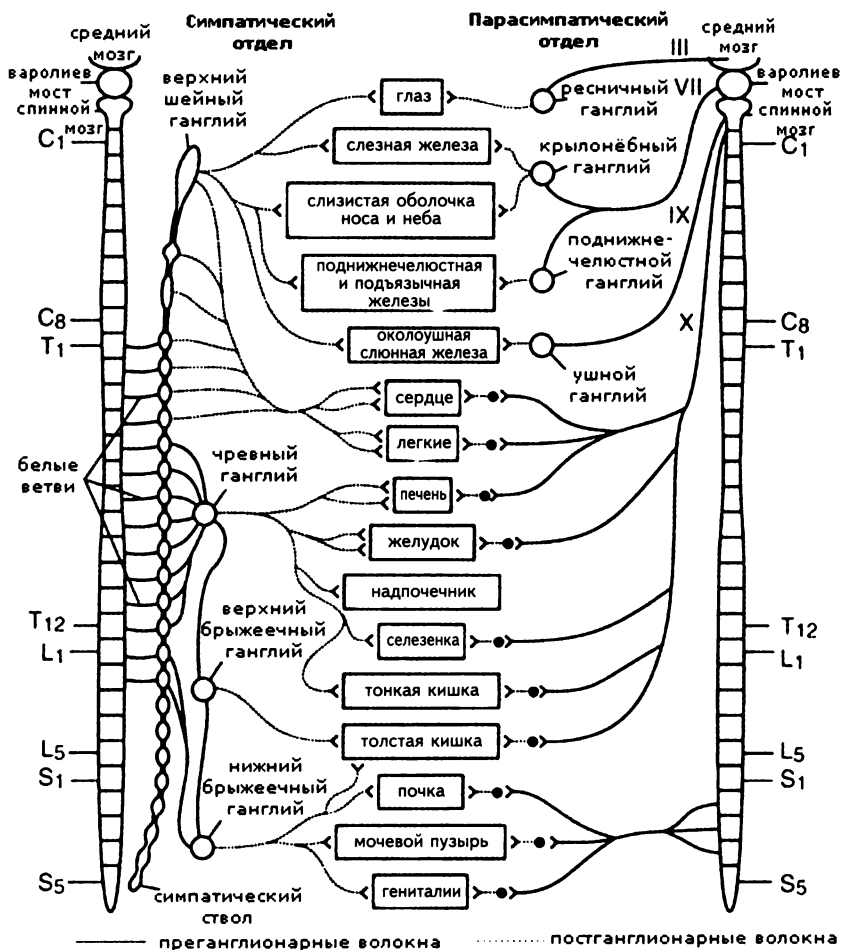 Симпатический
отдел
Парасимпатический
отдел
средний
мозг
варолиев
мост
спинной
мозг
C1
C8
T1
белые
ветви
T12
L1
L5
S1
S5
верхний
шейный
ганглий
чревный
ганглий
верхний
брыжеечный
ганглий
нижний
брыжеечный
ганглий
симпатический
ствол
глаз
слезная железа
слизистая оболочка
носа и неба
поднижнечелюстная
и подъязычная
железы
околоушная
слюнная железа
сердце
легкие
печень
желудок
надпочечник
селезенка
тонкая кишка
толстая кишка
почка
мочевой пузырь
гениталии
III
ресничный
ганглий
VII
крылонёбный
ганглий
IX
поднижне-
челюстной
ганглий
X
ушной
ганглий
средний
мозг
варолиев
мост
спинной
мозг
C1
C8
T1
T12
L1
L5
S1
S5
преганглионарные волокна
постганглионарные волокна